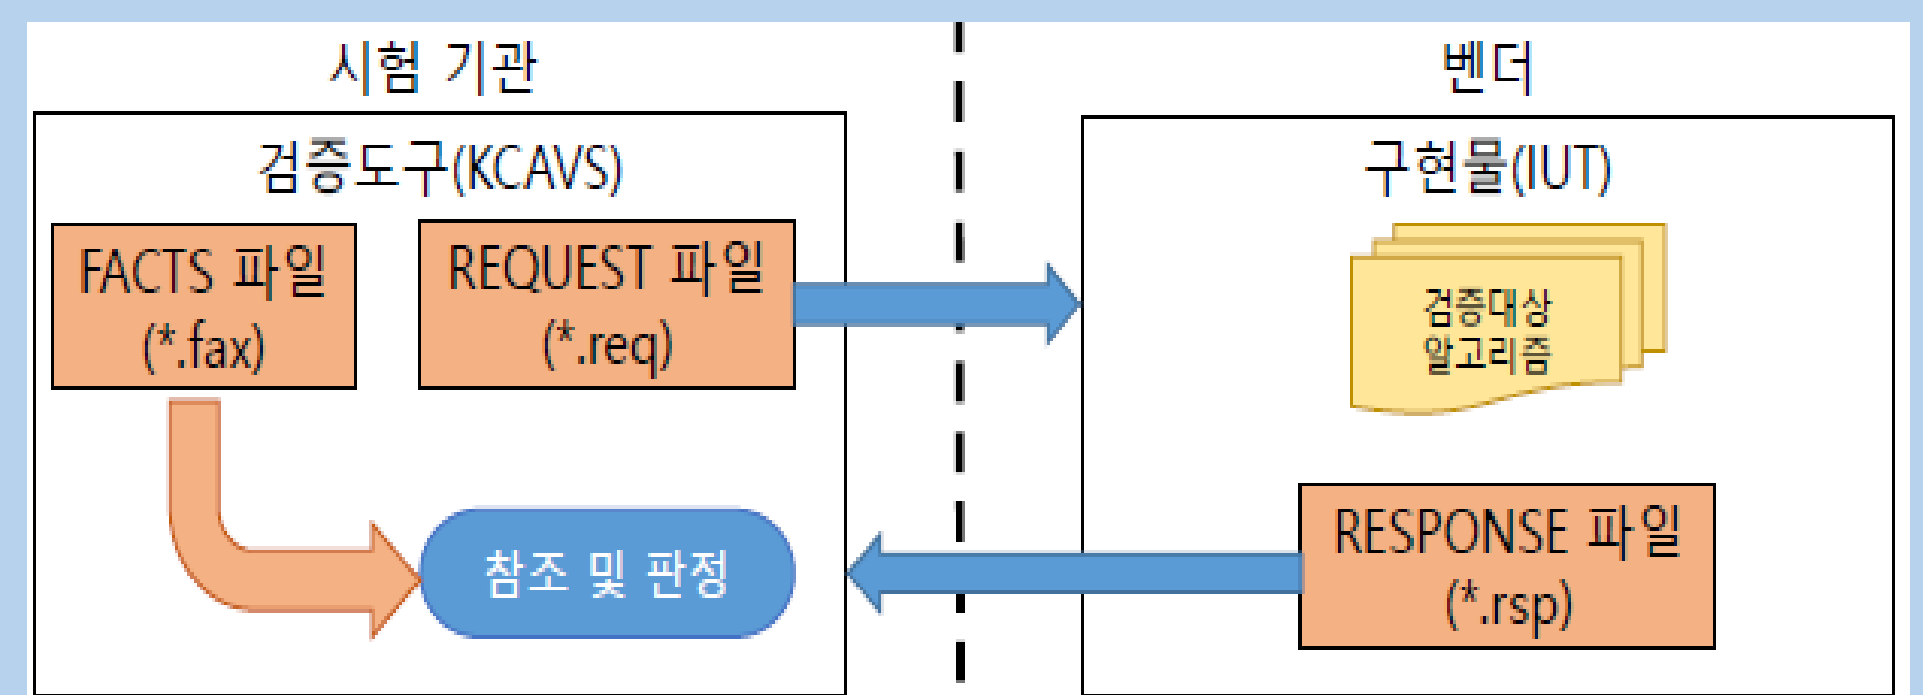 시험 기관
검증도구(KCAVS)
FACTS 파일
(*.fax)
REQUEST 파일
(*.req)
참조 및 판정
벤더
구현물(IUT)
검증대상
알고리즘
RESPONSE 파일
(*.rsp)